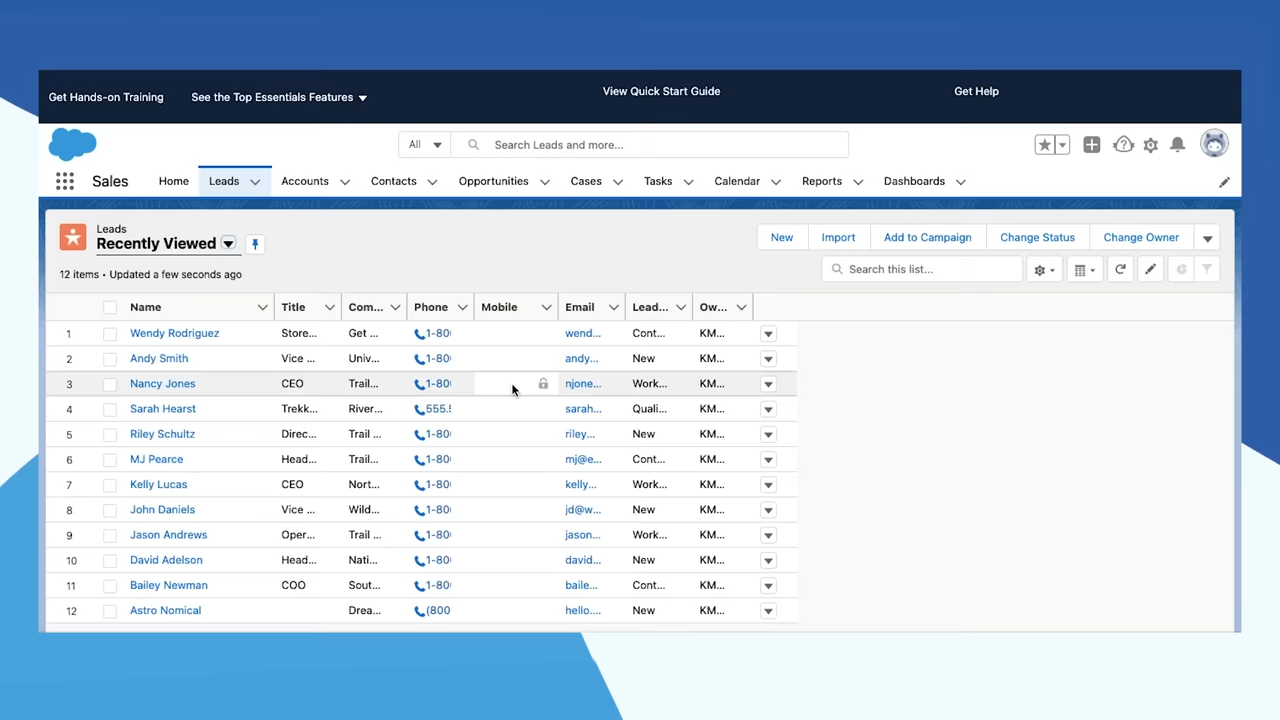 Get Hands-on Training See the Top Essentials Features View Quick Start Guide Get Help
All Search Leads and more...
Sales Home Leads Accounts Contacts Opportunities Cases Tasks Calendar Reports Dashboards
Leads
Recently Viewed
New Import Add to Campaign Change Status Change Owner
12 items • Updated a few seconds ago
Search this list...
Name Title Com... Phone Mobile Email Lead... Ow...
1 Wendy Rodriguez Store... Get ... 1-80 wend... Cont... KM...
2 Andy Smith Vice ... Univ... 1-80 andy... New KM...
3 Nancy Jones CEO Trail... 1-80 njone... Work... KM...
4 Sarah Hearst Trekk... River... 555. sarah... Quali... KM...
5 Riley Schultz Direc... Trail ... 1-80 riley... New KM...
6 MJ Pearce Head... Trail... 1-80 mj@e... Cont... KM...
7 Kelly Lucas CEO Nort... 1-80 kelly... Work... KM...
8 John Daniels Vice ... Wild... 1-80 jd@w... New KM...
9 Jason Andrews Oper... Trail ... 1-80 jason... Work... KM...
10 David Adelson Head... Nati... 1-80 david... New KM...
11 Bailey Newman COO Sout... 1-80 baile... Cont... KM...
12 Astro Nomical Drea... (800 hello.... New KM...